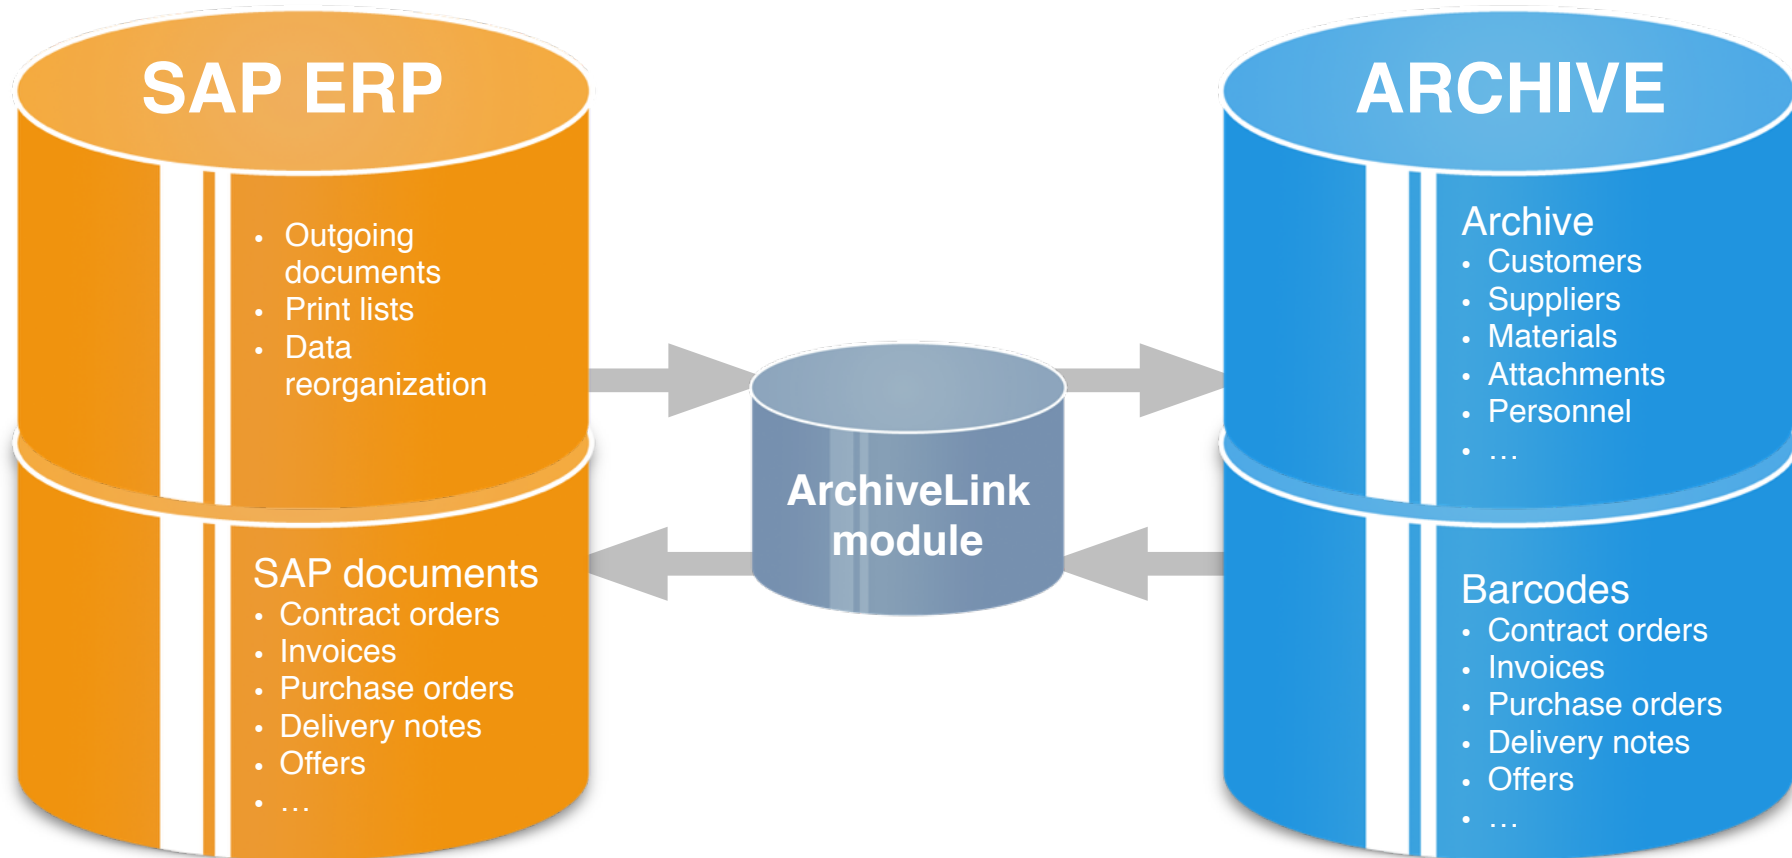 SAP ERP
• Outgoing
documents
• Print lists
• Data
reorganization
SAP documents
• Contract orders
• Invoices
• Purchase orders
• Delivery notes
• Offers
• …
ArchiveLink
module
ARCHIVE
Archive
• Customers
• Suppliers
• Materials
• Attachments
• Personnel
• …
Barcodes
• Contract orders
• Invoices
• Purchase orders
• Delivery notes
• Offers
• …